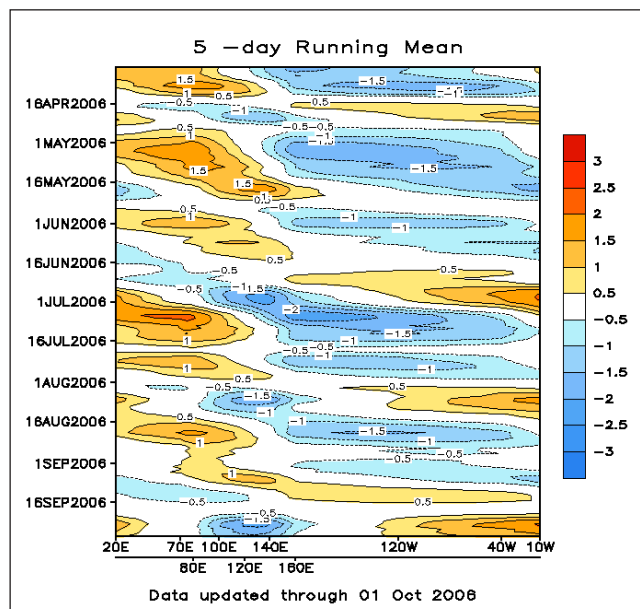 5 -day Running Mean
16APR2006
1MAY2006
16MAY2006
1JUN2006
16JUN2006
1JUL2006
16JUL2006
1AUG2006
16AUG2006
1SEP2006
16SEP2006
3
2.5
2
1.5
1
0.5
-0.5
-1
-1.5
-2
-2.5
-3
20E 70E 100E 140E 120W 40W 10W
80E 120E 160E
Data updated through 01 Oct 2006